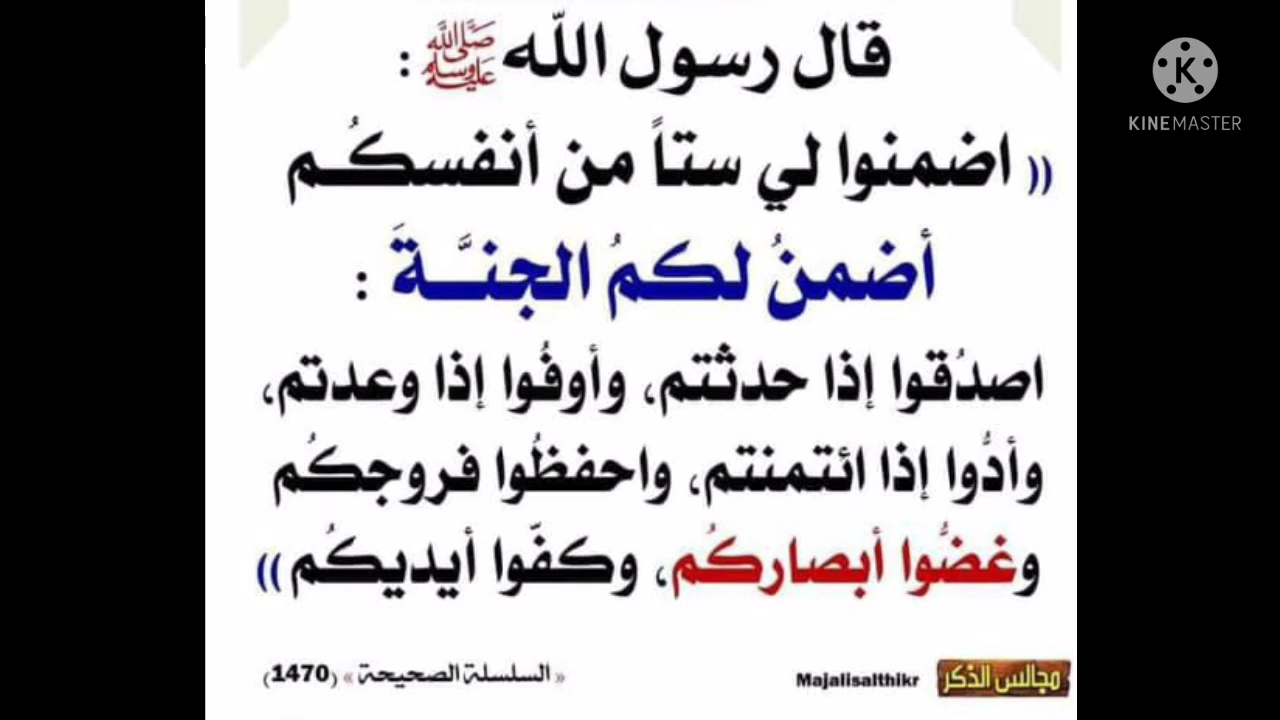 قال رسول الله صلى الله عليه وسلم :
(( اضمنوا لي ستاً من أنفسكُم
أضمنُ لكمُ الجنَّةَ :
اصدُقوا إذا حدثتم، وأوفُوا إذا وعدتم،
وأدُّوا إذا ائتمنتم، واحفظُوا فروجكُم
وغضُّوا أبصاركُم، وكفّوا أيديكُم ))
« السلسلة الصحيحة » (1470)
Majalisalthikr
مجالس الذكر
K
KINEMASTER